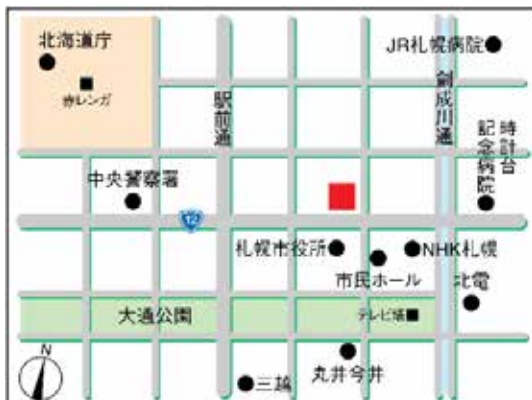 北海道庁
赤レンガ
JR札幌病院
駅前通
創成川通
時計台
記念病院
中央警察署
12
札幌市役所
NHK札幌
市民ホール
北電
大通公園
テレビ塔
丸井今井
三越
N